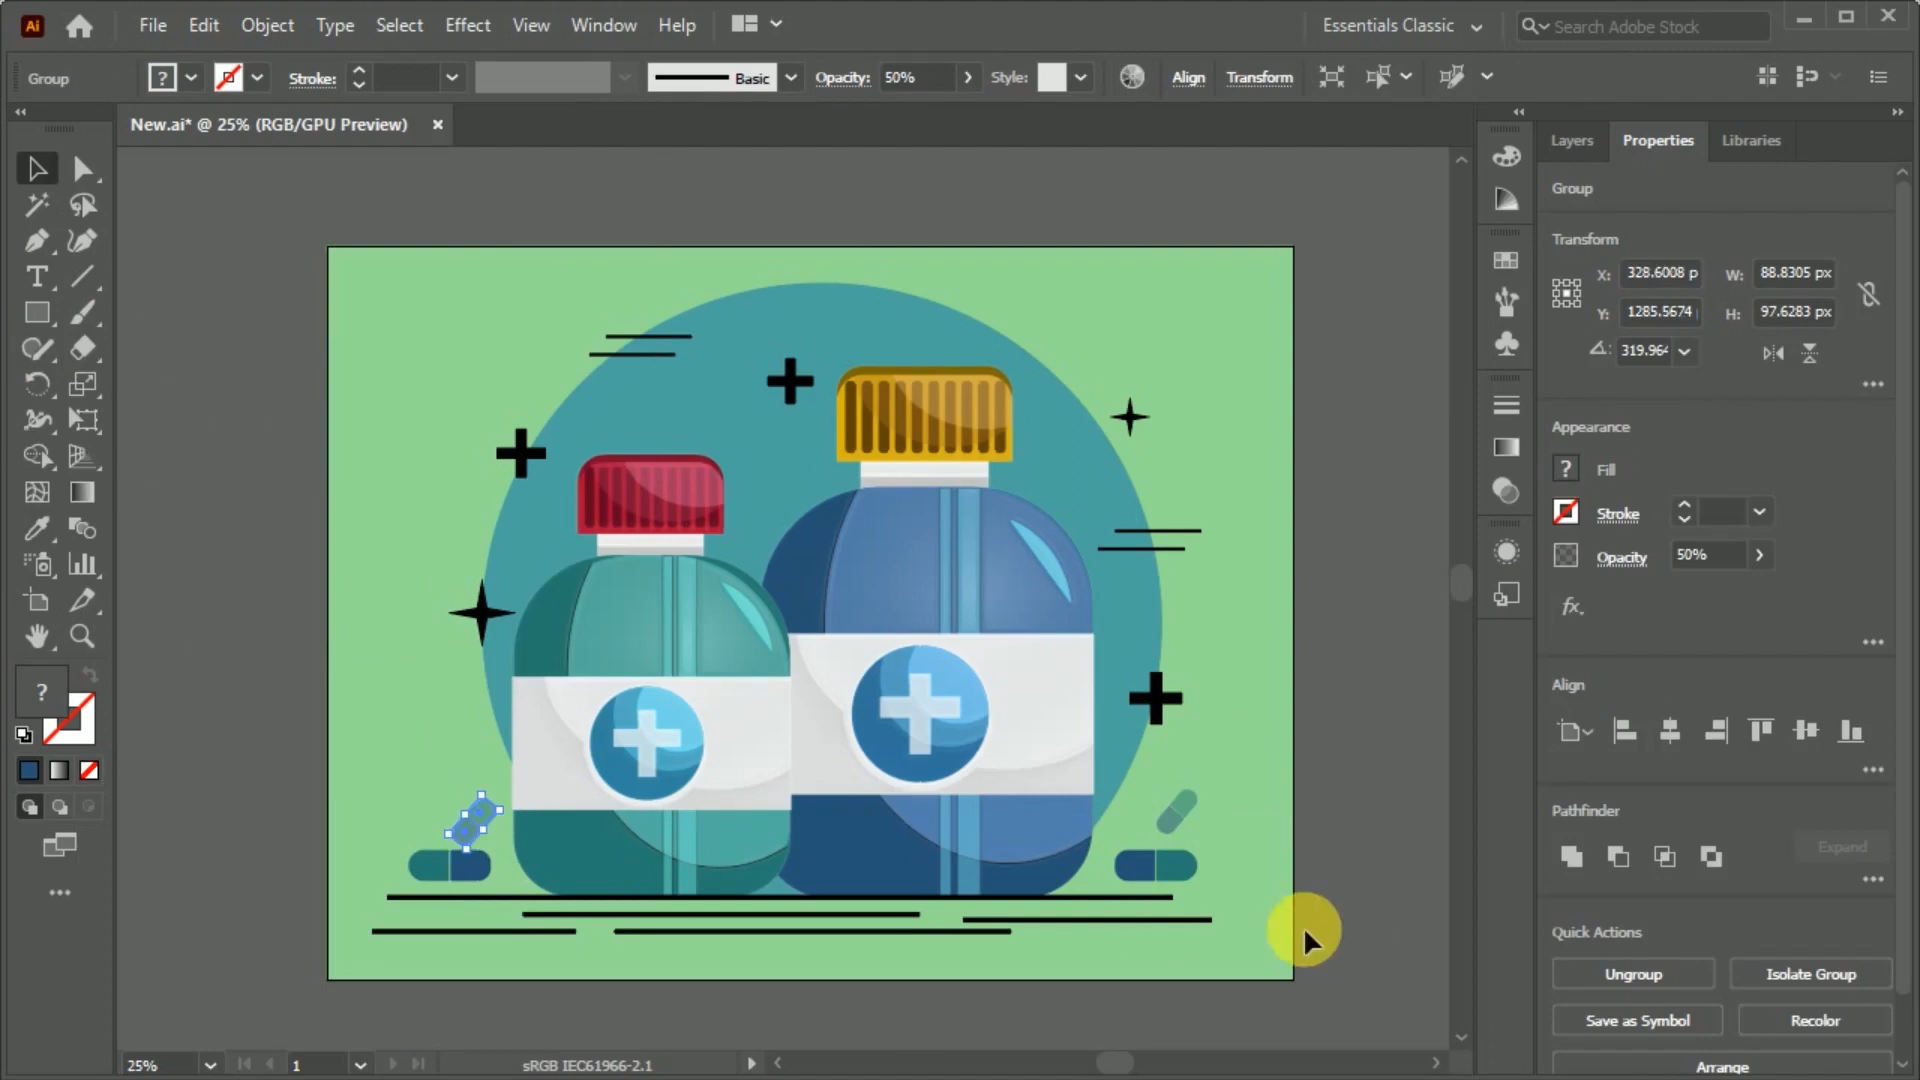 Ai File Edit Object Type Select Effect View Window Help Essentials Classic Search Adobe Stock
Group ? Stroke: Basic Opacity: 50% Style: Align Transform
New.ai* @ 25% (RGB/GPU Preview) ×
Layers Properties Libraries
Group
Transform
X: 328.6008 p W: 88.8305 px
Y: 1285.5674 H: 97.6283 px
319.964
Appearance
? Fill
Stroke
Opacity 50%
fx.
?
Align
Pathfinder
Expand
Quick Actions
Ungroup Isolate Group
Save as Symbol Recolor
Arrange
25% 1 sRGB IEC61966-2.1